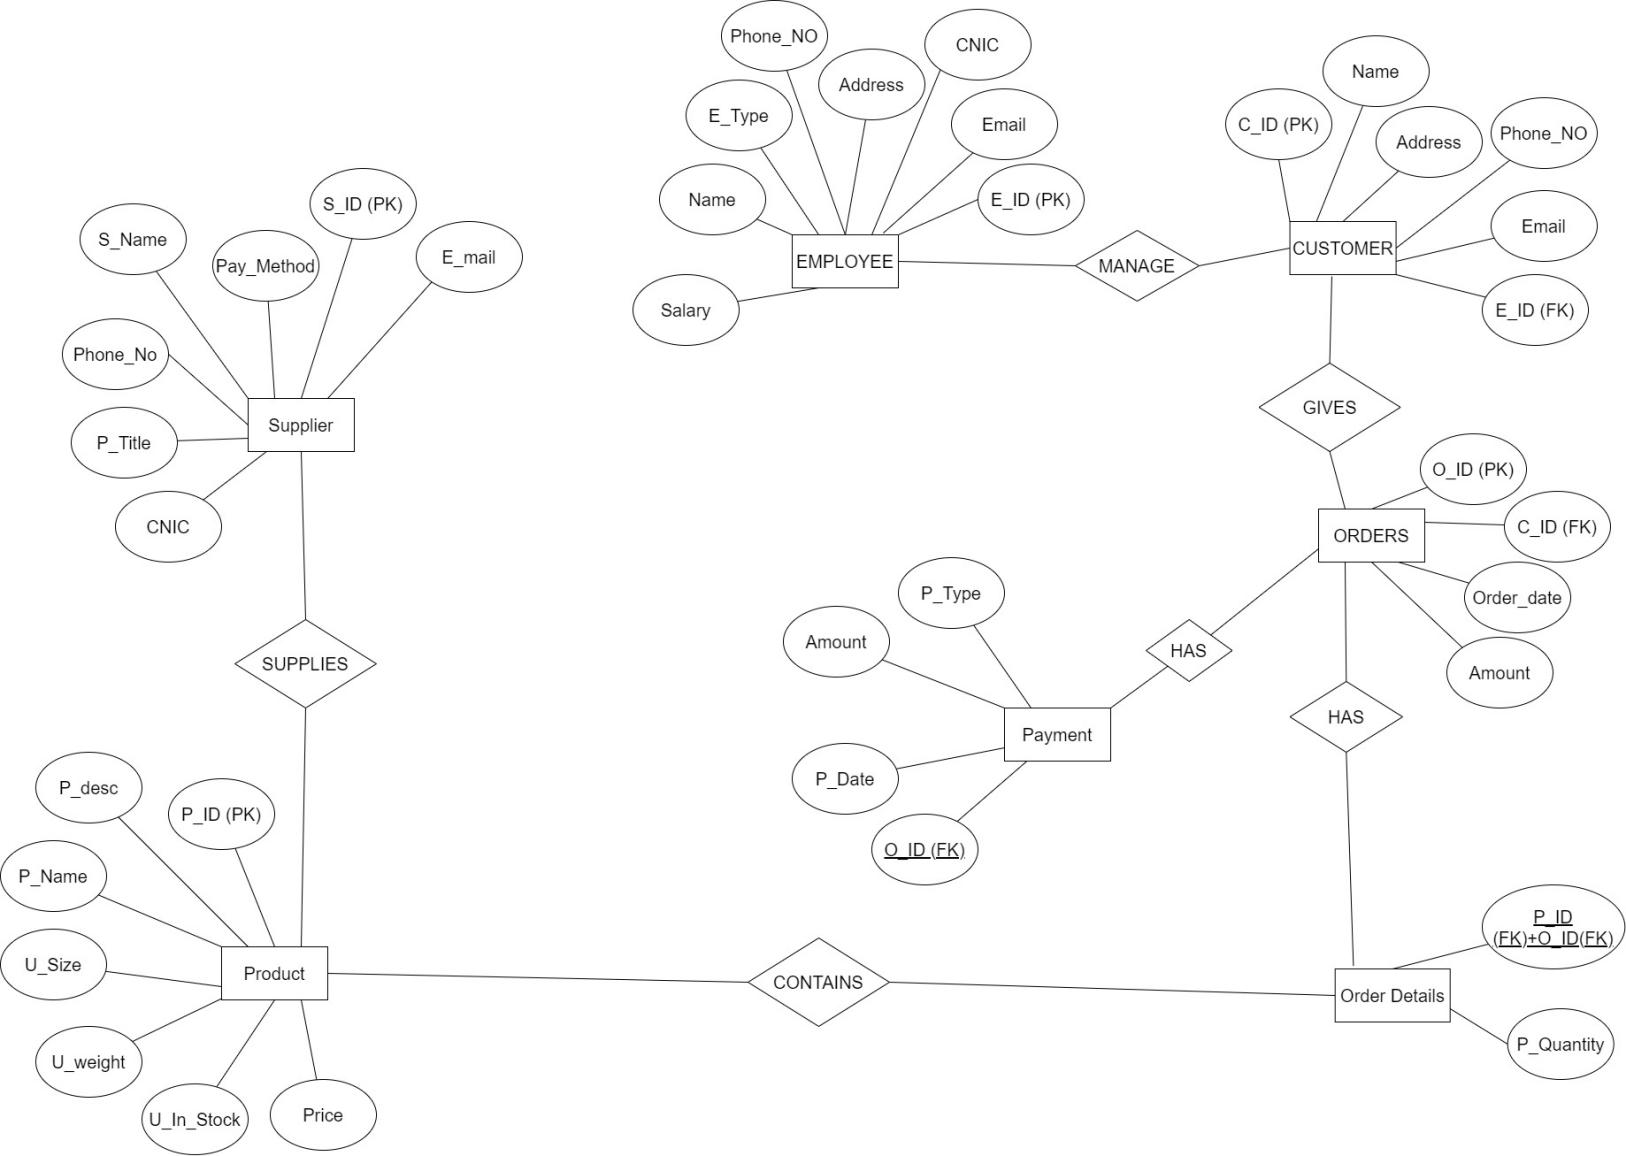 Phone_NO
CNIC
Name
Address
E_Type
Email
C_ID (PK)
Phone_NO
Address
Name
E_ID (PK)
S_ID (PK)
S_Name
Pay_Method
E_mail
Email
EMPLOYEE
MANAGE
CUSTOMER
Salary
E_ID (FK)
Phone_No
P_Title
Supplier
CNIC
GIVES
O_ID (PK)
ORDERS
C_ID (FK)
Order_date
Amount
P_Type
Amount
HAS
SUPPLIES
HAS
Payment
P_Date
O_ID (FK)
P_desc
P_ID (PK)
P_Name
U_Size
Product
U_weight
U_In_Stock
Price
CONTAINS
P_ID
(FK)+O_ID(FK)
Order Details
P_Quantity